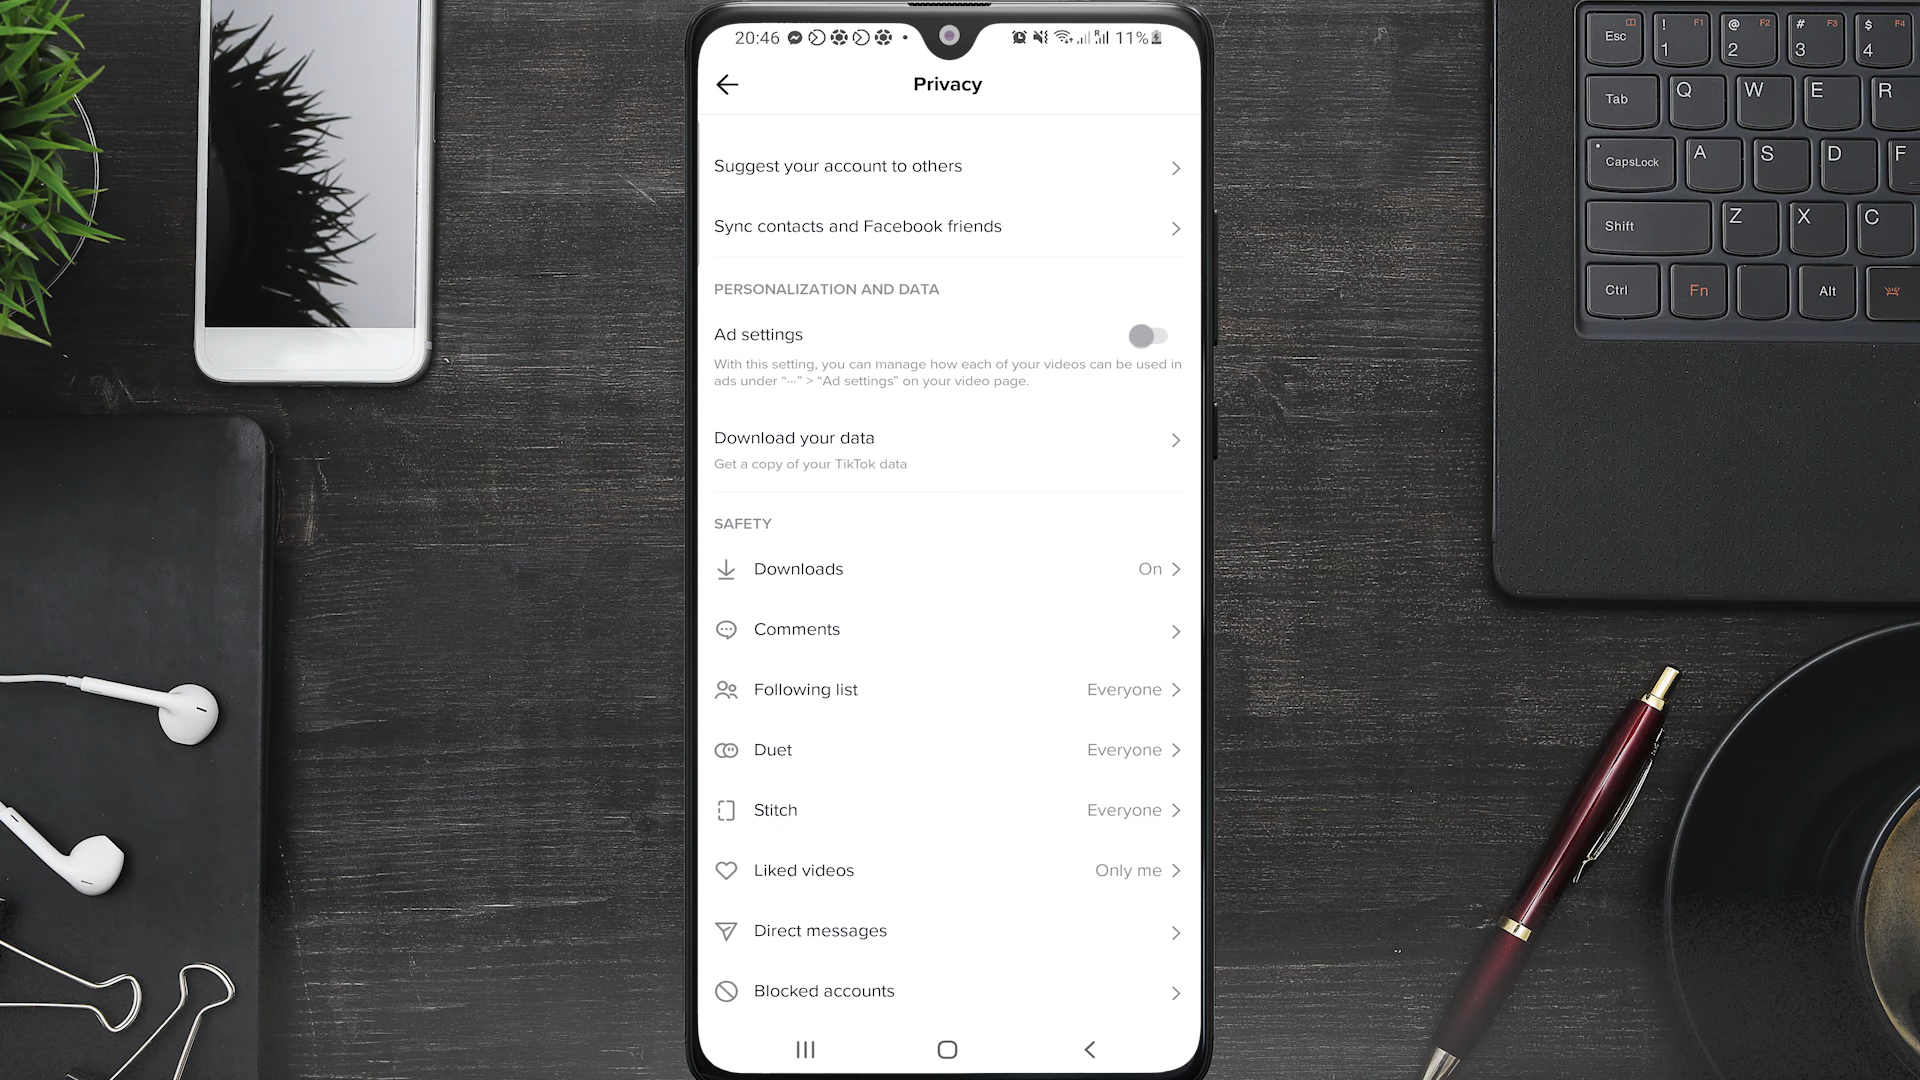 20:46
11%
Privacy
Suggest your account to others
Sync contacts and Facebook friends
PERSONALIZATION AND DATA
Ad settings
With this setting, you can manage how each of your videos can be used in
ads under “···” > “Ad settings” on your video page.
Download your data
Get a copy of your TikTok data
SAFETY
Downloads On
Comments
Following list Everyone
Duet Everyone
Stitch Everyone
Liked videos Only me
Direct messages
Blocked accounts
Esc ! 1 F1 @ 2 F2 # 3 F3 $ 4 F4
Tab Q W E R
CapsLock A S D F
Shift Z X C
Ctrl Fn Alt